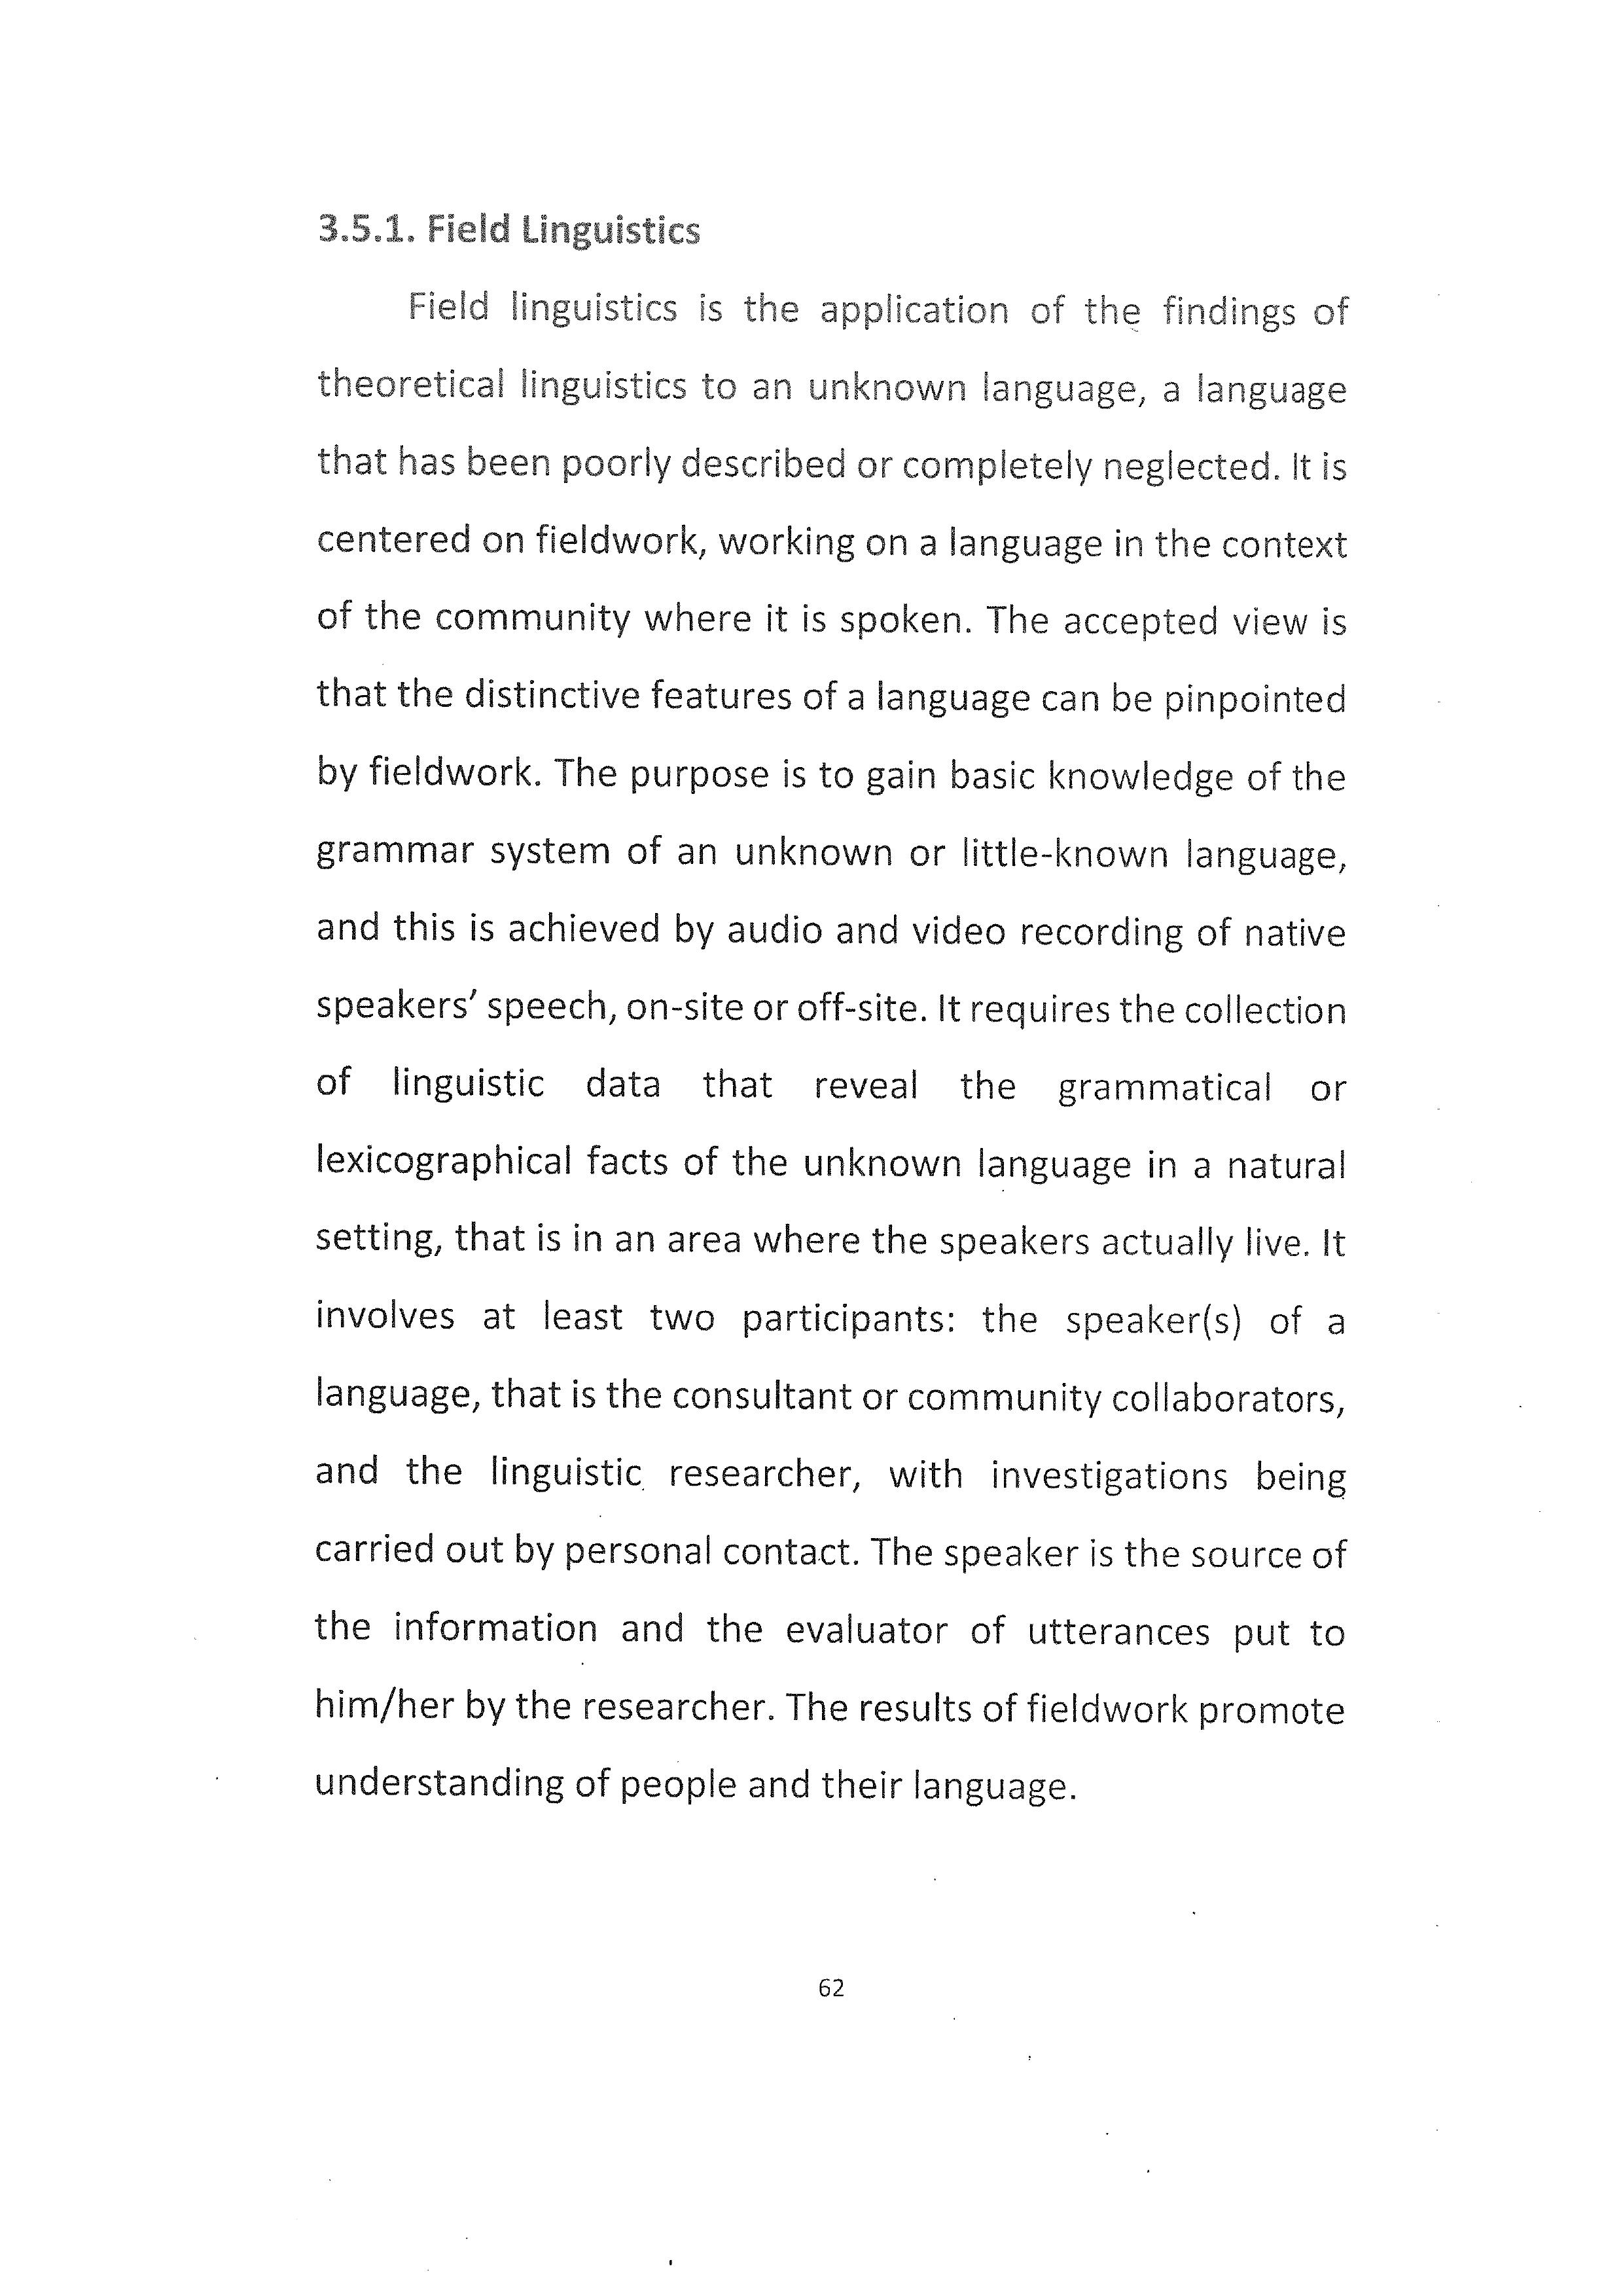 3.5.1. Field Linguistics
Field linguistics is the application of the findings of
theoretical linguistics to an unknown language, a language
that has been poorly described or completely neglected. It is
centered on fieldwork, working on a language in the context
of the community where it is spoken. The accepted view is
that the distinctive features of a language can be pinpointed
by fieldwork. The purpose is to gain basic knowledge of the
grammar system of an unknown or little-known language,
and this is achieved by audio and video recording of native
speakers' speech, on-site or off-site. It requires the collection
of linguistic data that reveal the grammatical or
lexicographical facts of the unknown language in a natural
setting, that is in an area where the speakers actually live. It
involves at least two participants: the speaker(s) of a
language, that is the consultant or community collaborators,
and the linguistic researcher, with investigations being
carried out by personal contact. The speaker is the source of
the information and the evaluator of utterances put to
him/her by the researcher. The results of fieldwork promote
understanding of people and their language.
62